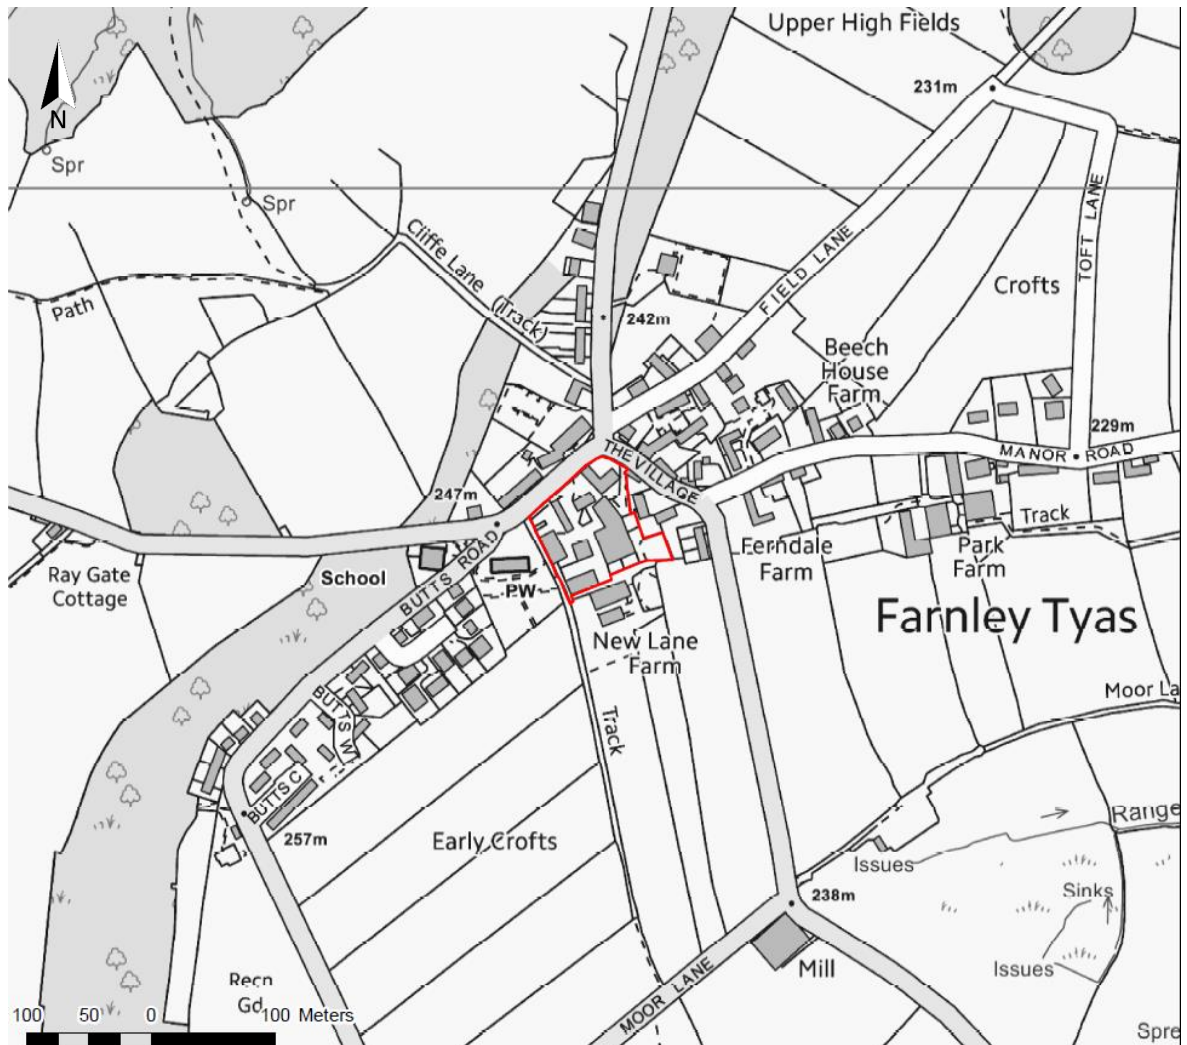 Upper High Fields
231m
N
Spr
Spr
TOFT LANE
Cliffe Lane (Track)
FIELD LANE
Crofts
Path
242m
Beech
House
Farm
229m
THE VILLAGE
MANOR ROAD
247m
Track
Ray Gate
Cottage
School
BUTTS ROAD
PW
Ferndale
Farm
Park
Farm
Farnley Tyas
New Lane
Farm
Moor La
BUTTS W
Track
BUTTS C
257m
Early Crofts
Range
Issues
Sinks
238m
Issues
Mill
Recn
Gd
MOOR LANE
100 50 0 100 Meters
Spre